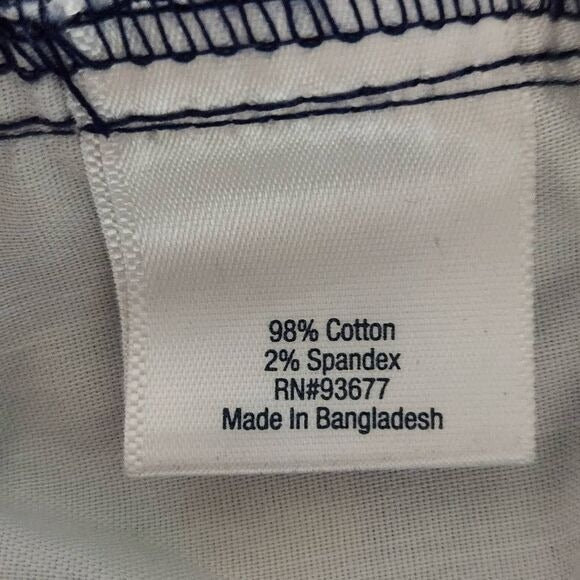 98% Cotton
2% Spandex
RN#93677
Made In Bangladesh